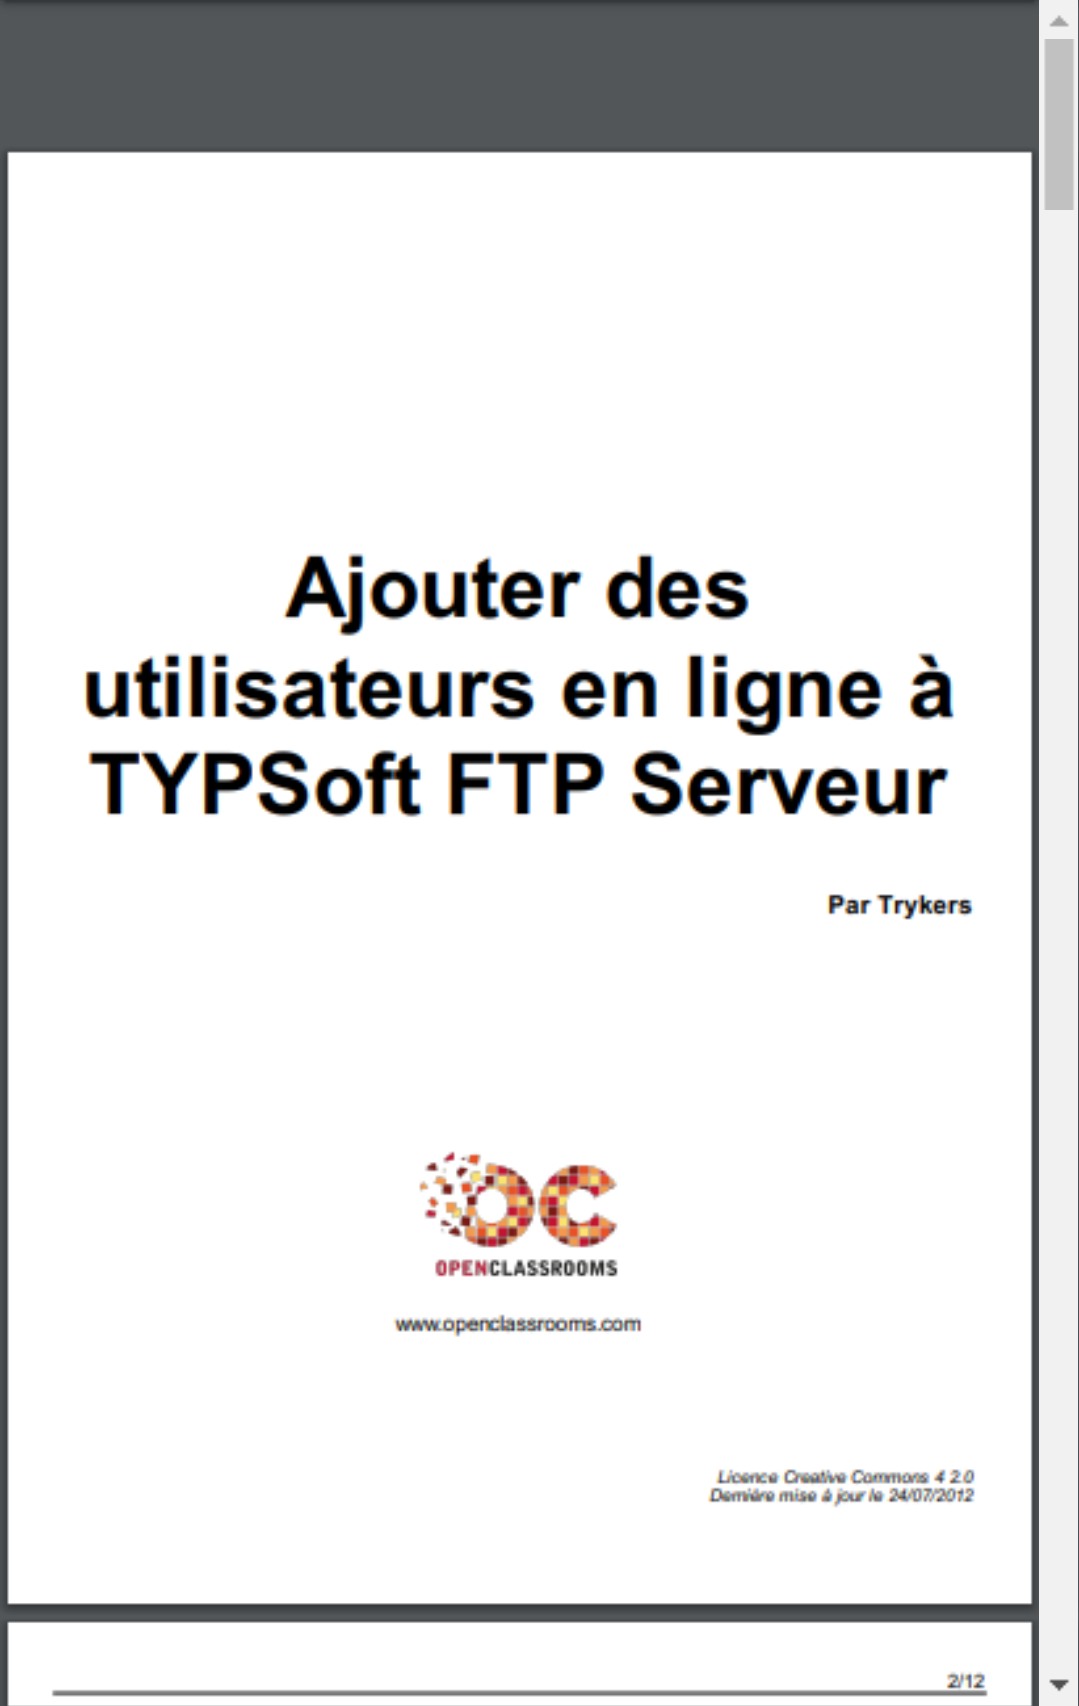 Ajouter des
utilisateurs en ligne à
TYPSoft FTP Serveur
Par Trykers
OC
OPENCLASSROOMS
www.openclassrooms.com
Licence Creative Commons 4 2.0
Dernière mise à jour le 24/07/2012
2/12